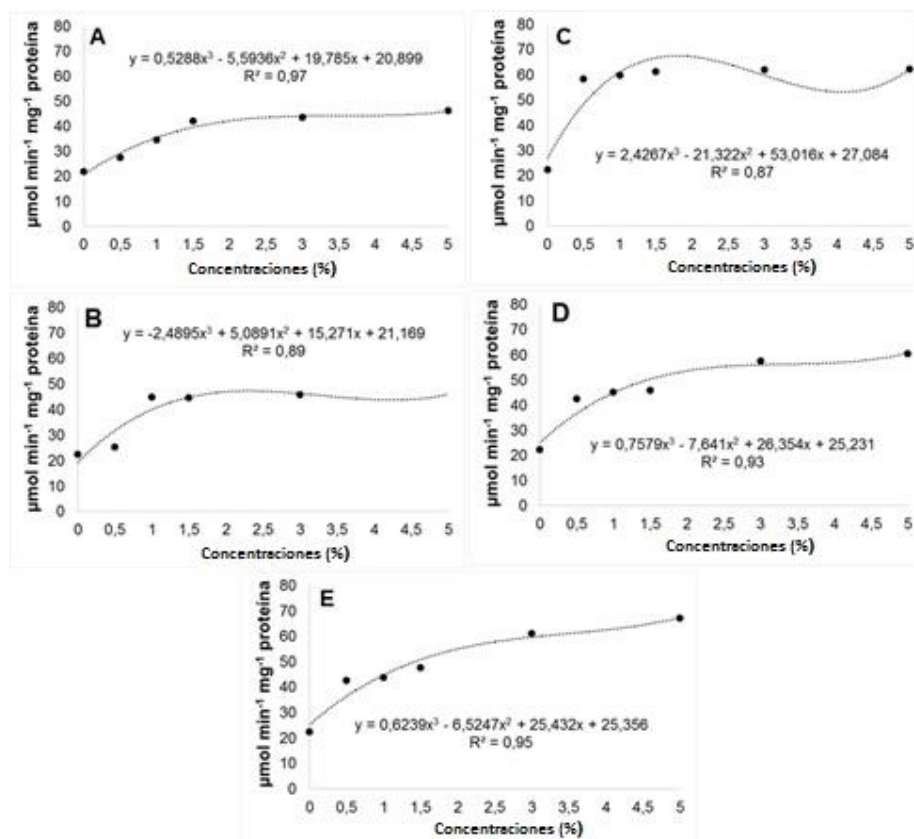 A
y = 0,5288x³ - 5,5936x² + 19,785x + 20,899
R² = 0,97
µmol min⁻¹ mg⁻¹ proteína
80
70
60
50
40
30
20
10
0
0 0,5 1 1,5 2 2,5 3 3,5 4 4,5 5
Concentraciones (%)
C
y = 2,4267x³ - 21,322x² + 53,016x + 27,084
R² = 0,87
µmol min⁻¹ mg⁻¹ proteína
80
70
60
50
40
30
20
10
0
0 0,5 1 1,5 2 2,5 3 3,5 4 4,5 5
Concentraciones (%)
B
y = -2,4895x³ + 5,0891x² + 15,271x + 21,169
R² = 0,89
µmol min⁻¹ mg⁻¹ proteína
80
70
60
50
40
30
20
10
0
0 0,5 1 1,5 2 2,5 3 3,5 4 4,5 5
Concentraciones (%)
D
y = 0,7579x³ - 7,641x² + 26,354x + 25,231
R² = 0,93
µmol min⁻¹ mg⁻¹ proteína
80
70
60
50
40
30
20
10
0
0 0,5 1 1,5 2 2,5 3 3,5 4 4,5 5
Concentraciones (%)
E
y = 0,6239x³ - 6,5247x² + 25,432x + 25,356
R² = 0,95
µmol min⁻¹ mg⁻¹ proteína
80
70
60
50
40
30
20
10
0
0 0,5 1 1,5 2 2,5 3 3,5 4 4,5 5
Concentraciones (%)